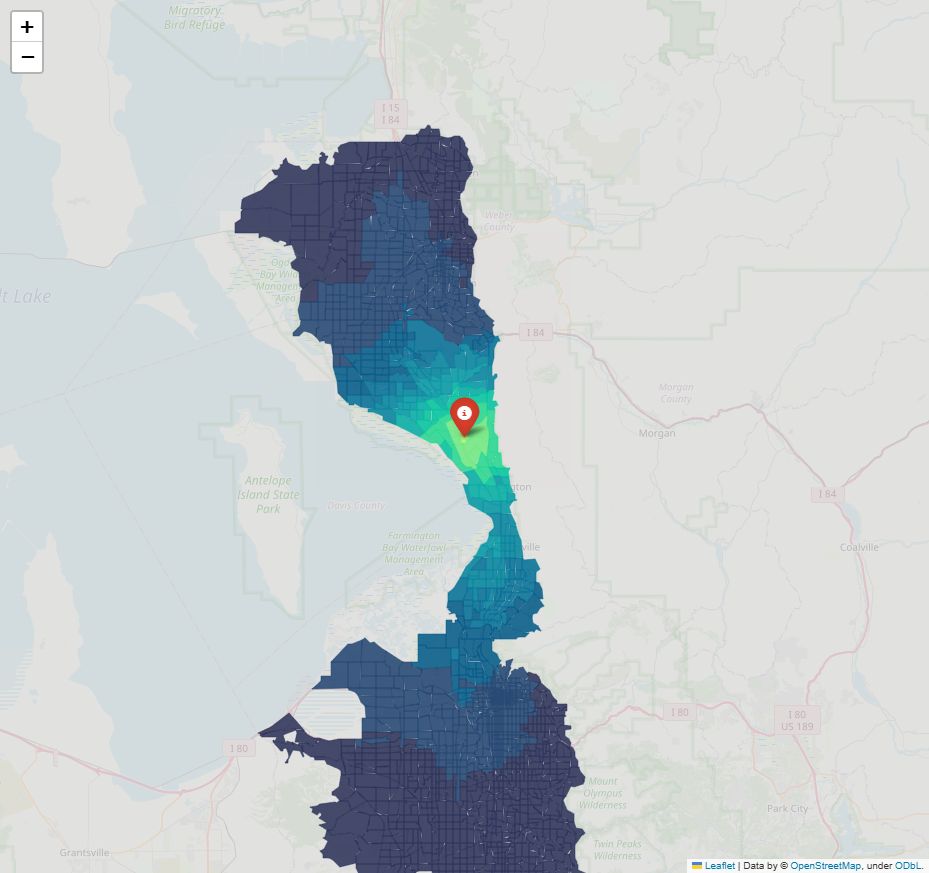 +
−
Migratory
Bird Refuge
I 15
I 84
Weber
County
Bay Wild
Managem
Area
t Lake
I 84
Morgan
County
Morgan
I 84
Antelope
Island State
Park
Davis County
ton
Farmington
Bay Waterfowl
Management
Area
ville
Coalville
I 80
I 80
US 189
I 80
Mount
Olympus
Wilderness
Park City
Twin Peaks
Wilderness
Grantsville
Leaflet | Data by © OpenStreetMap, under ODbL.